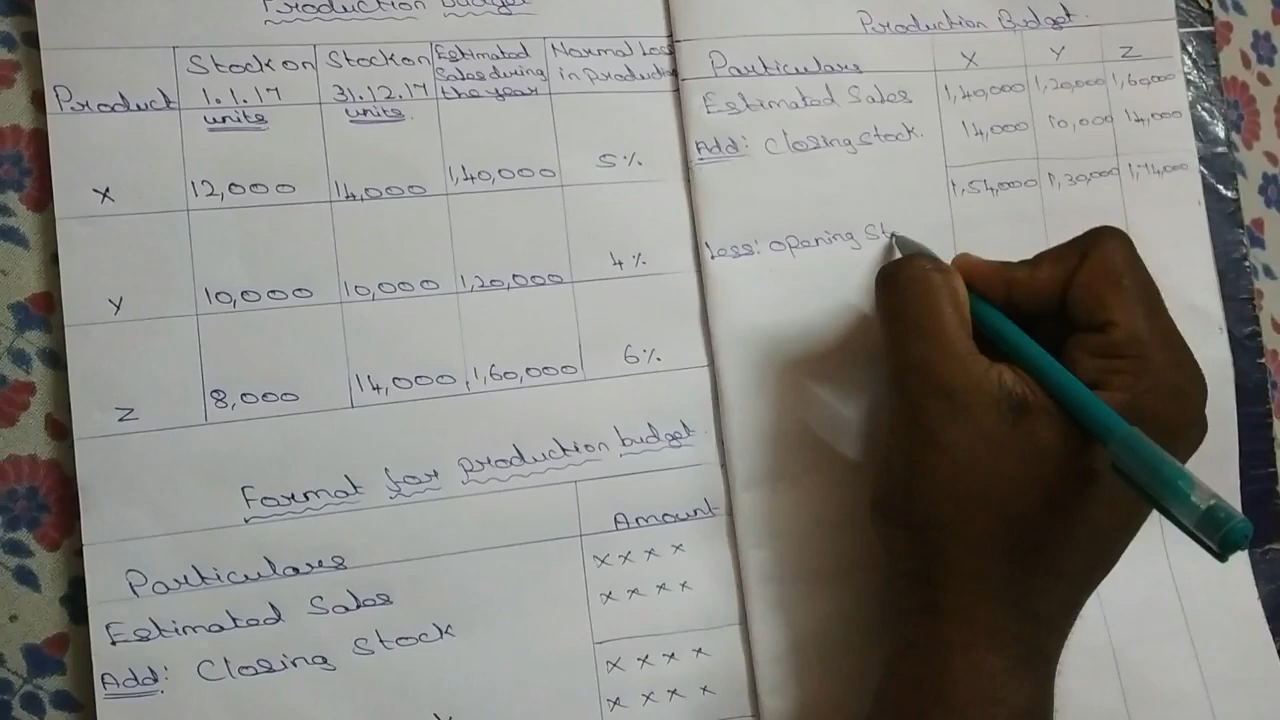 Production Budget
Product
Stock on
1.1.17
units
Stock on
31.12.17
units
Estimated
Sales during
the year
Normal Loss
in production
X
12,000
14,000
1,40,000
5%
Y
10,000
10,000
1,20,000
4%
Z
8,000
14,000
1,60,000
6%
Format for production budget
Particulars
Amount
Estimated Sales
x x x x
Add: Closing Stock
x x x x
x x x x
x x x x
Production Budget
Particulars X Y Z
Estimated Sales 1,40,000 1,20,000 1,60,000
Add: Closing stock. 14,000 10,000 14,000
1,54,000 1,30,000 1,74,000
Less: Opening St